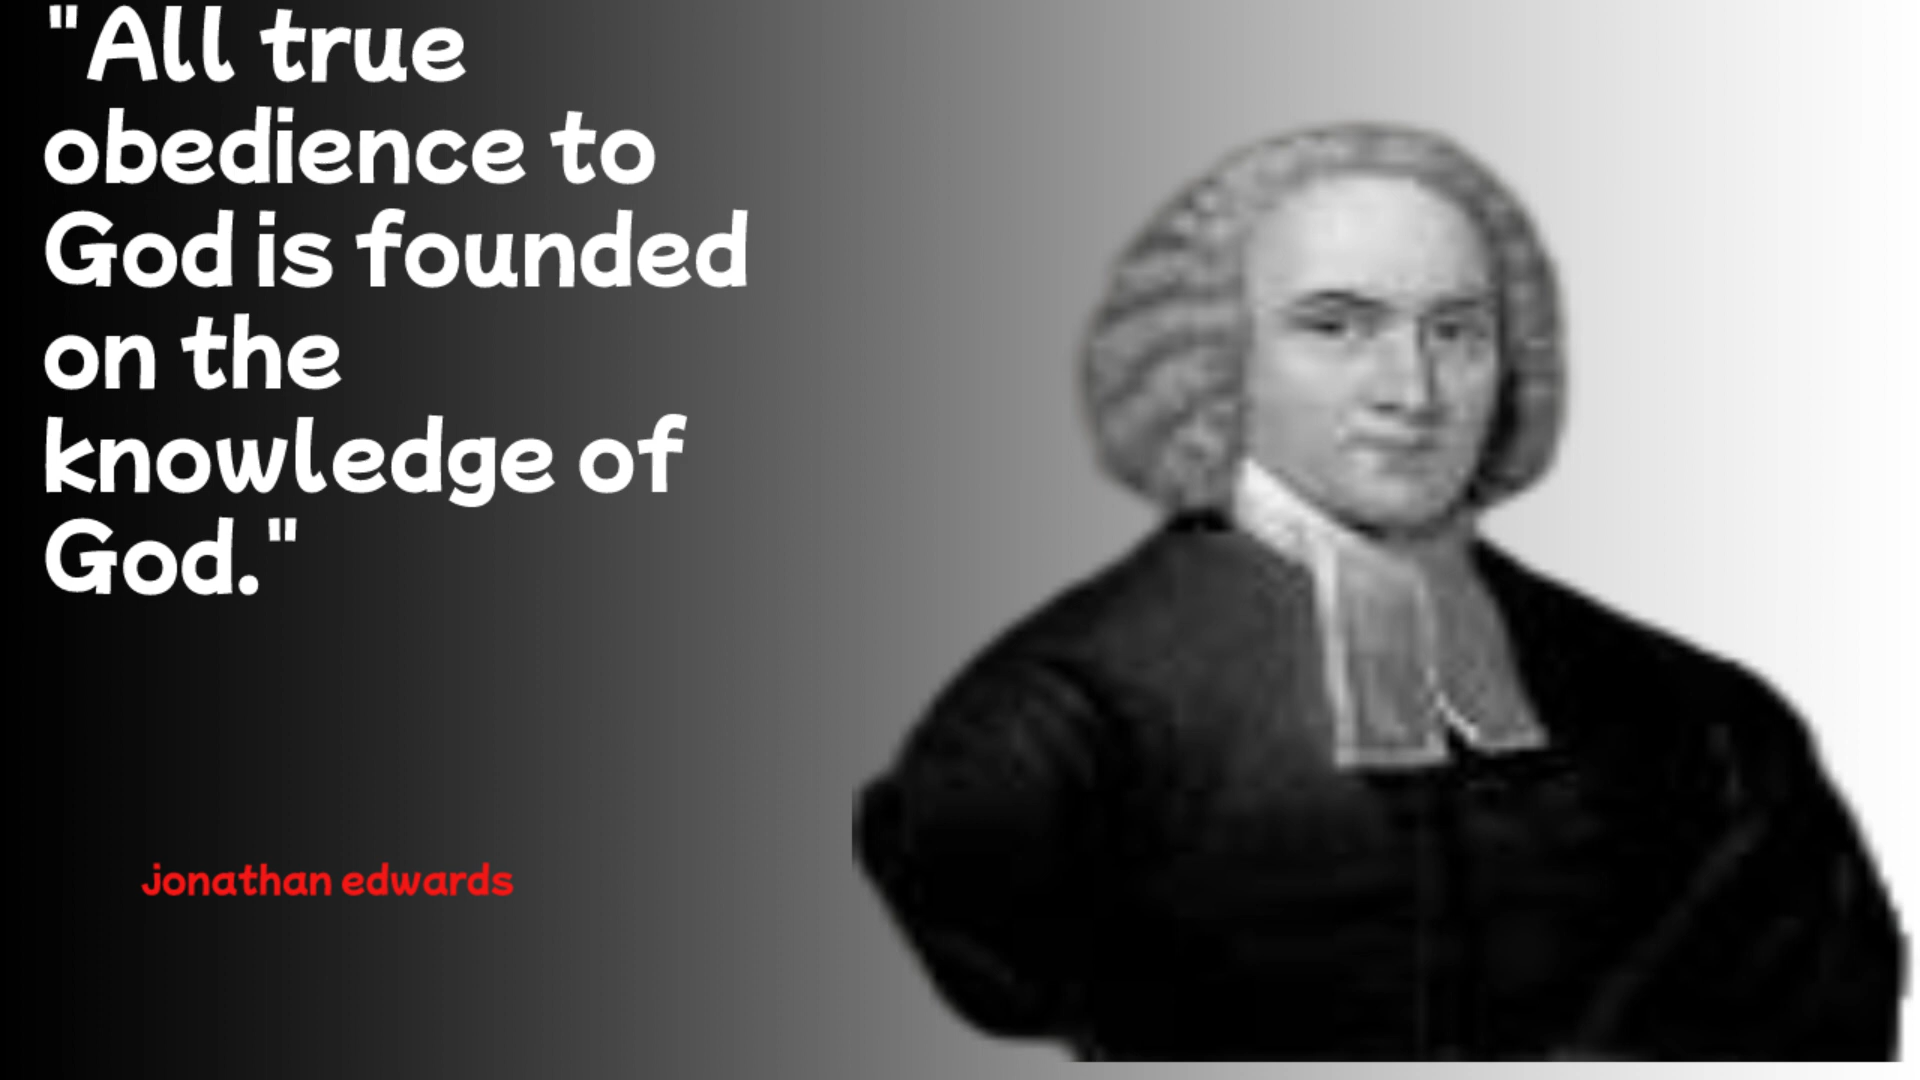 "All true
obedience to
God is founded
on the
knowledge of
God."
jonathan edwards